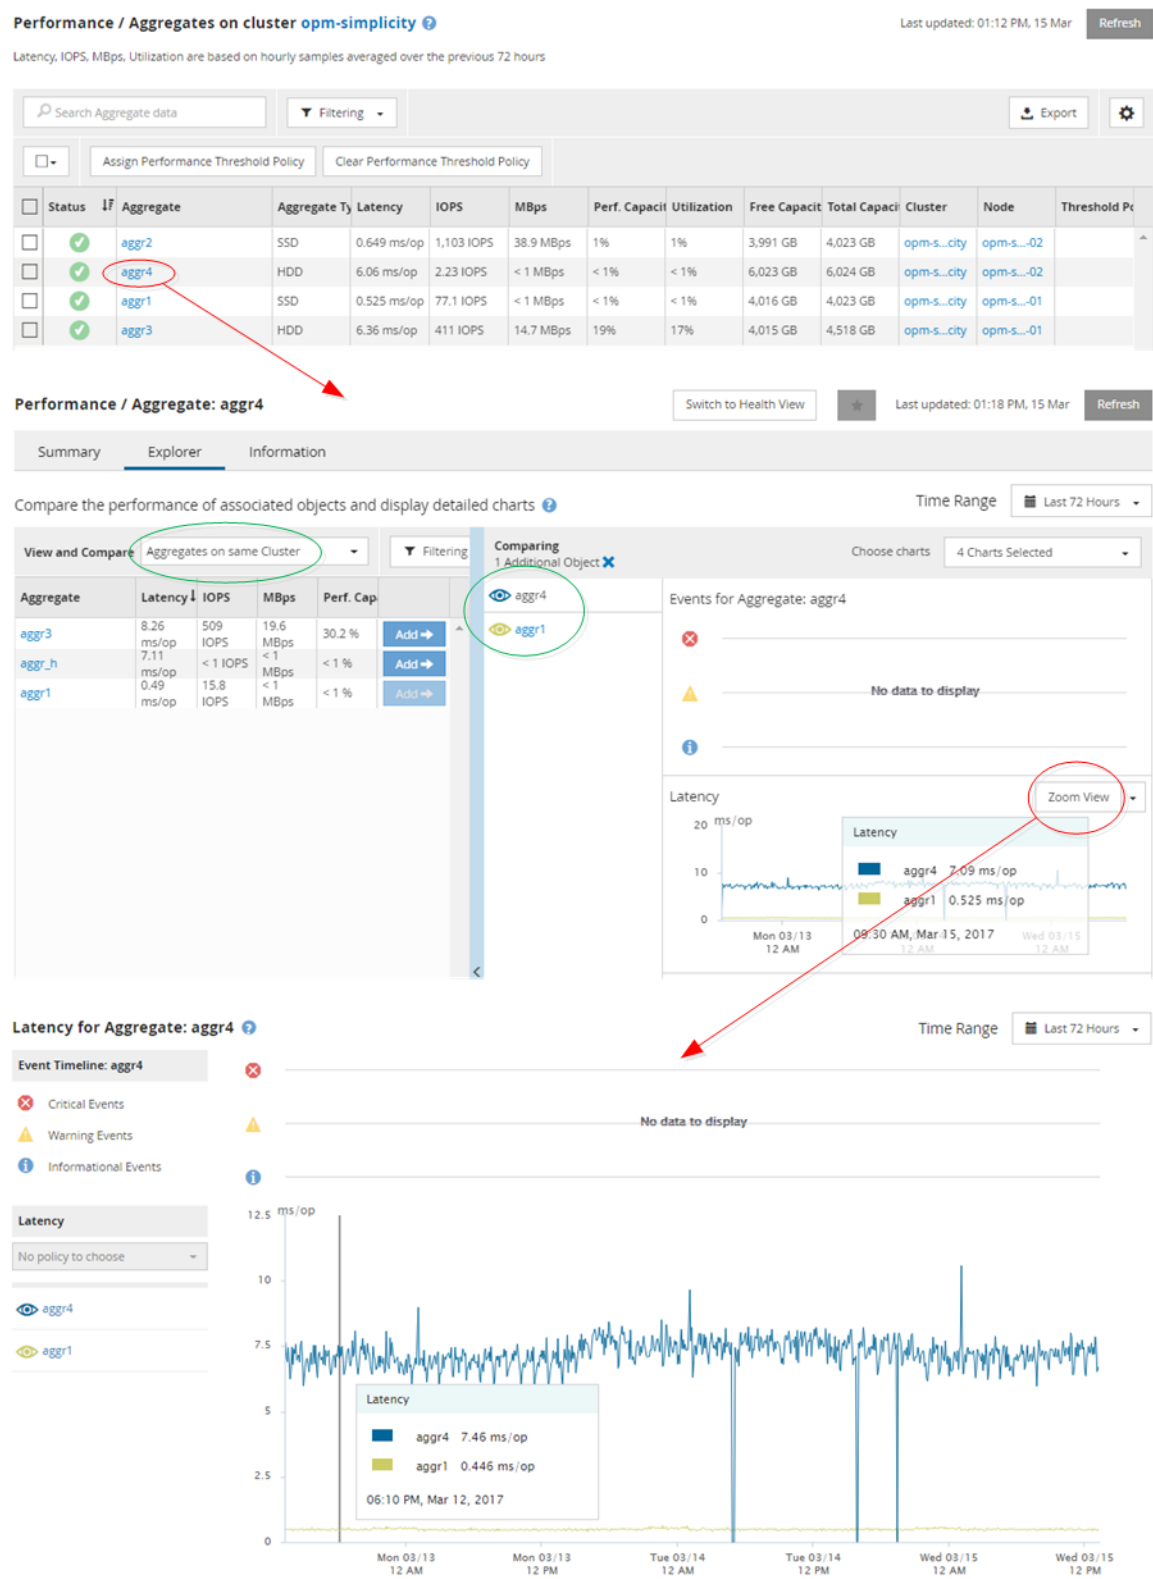 Performance / Aggregates on cluster opm-simplicity ?
Last updated: 01:12 PM, 15 Mar Refresh
Latency, IOPS, MBps, Utilization are based on hourly samples averaged over the previous 72 hours
Search Aggregate data Filtering Export
Assign Performance Threshold Policy Clear Performance Threshold Policy
Status Aggregate Aggregate Ty Latency IOPS MBps Perf. Capacit Utilization Free Capacit Total Capaci Cluster Node Threshold Po
aggr2 SSD 0.649 ms/op 1,103 IOPS 38.9 MBps 1% 1% 3,991 GB 4,023 GB opm-s...city opm-s...-02
aggr4 HDD 6.06 ms/op 2.23 IOPS < 1 MBps < 1% < 1% 6,023 GB 6,024 GB opm-s...city opm-s...-02
aggr1 SSD 0.525 ms/op 77.1 IOPS < 1 MBps < 1% < 1% 4,016 GB 4,023 GB opm-s...city opm-s...-01
aggr3 HDD 6.36 ms/op 411 IOPS 14.7 MBps 19% 17% 4,015 GB 4,518 GB opm-s...city opm-s...-01
Performance / Aggregate: aggr4
Switch to Health View Last updated: 01:18 PM, 15 Mar Refresh
Summary Explorer Information
Compare the performance of associated objects and display detailed charts ?
Time Range Last 72 Hours
View and Compare Aggregates on same Cluster Filtering
Comparing
1 Additional Object
Choose charts 4 Charts Selected
Aggregate Latency IOPS MBps Perf. Cap
aggr3 8.26 ms/op 509 IOPS 19.6 MBps 30.2 % Add
aggr_h 7.11 ms/op < 1 IOPS < 1 MBps < 1 % Add
aggr1 0.49 ms/op 15.8 IOPS < 1 MBps < 1 % Add
aggr4
aggr1
Events for Aggregate: aggr4
No data to display
Latency
Zoom View
ms/op
20
10
0
Latency
aggr4 7.09 ms/op
aggr1 0.525 ms/op
09:30 AM, Mar 15, 2017
Mon 03/13
12 AM
12 AM
Wed 03/15
12 AM
Latency for Aggregate: aggr4 ?
Time Range Last 72 Hours
Event Timeline: aggr4
Critical Events
Warning Events
Informational Events
No data to display
Latency
No policy to choose
aggr4
aggr1
ms/op
12.5
10
7.5
5
2.5
0
Latency
aggr4 7.46 ms/op
aggr1 0.446 ms/op
06:10 PM, Mar 12, 2017
Mon 03/13
12 AM
Mon 03/13
12 PM
Tue 03/14
12 AM
Tue 03/14
12 PM
Wed 03/15
12 AM
Wed 03/15
12 PM